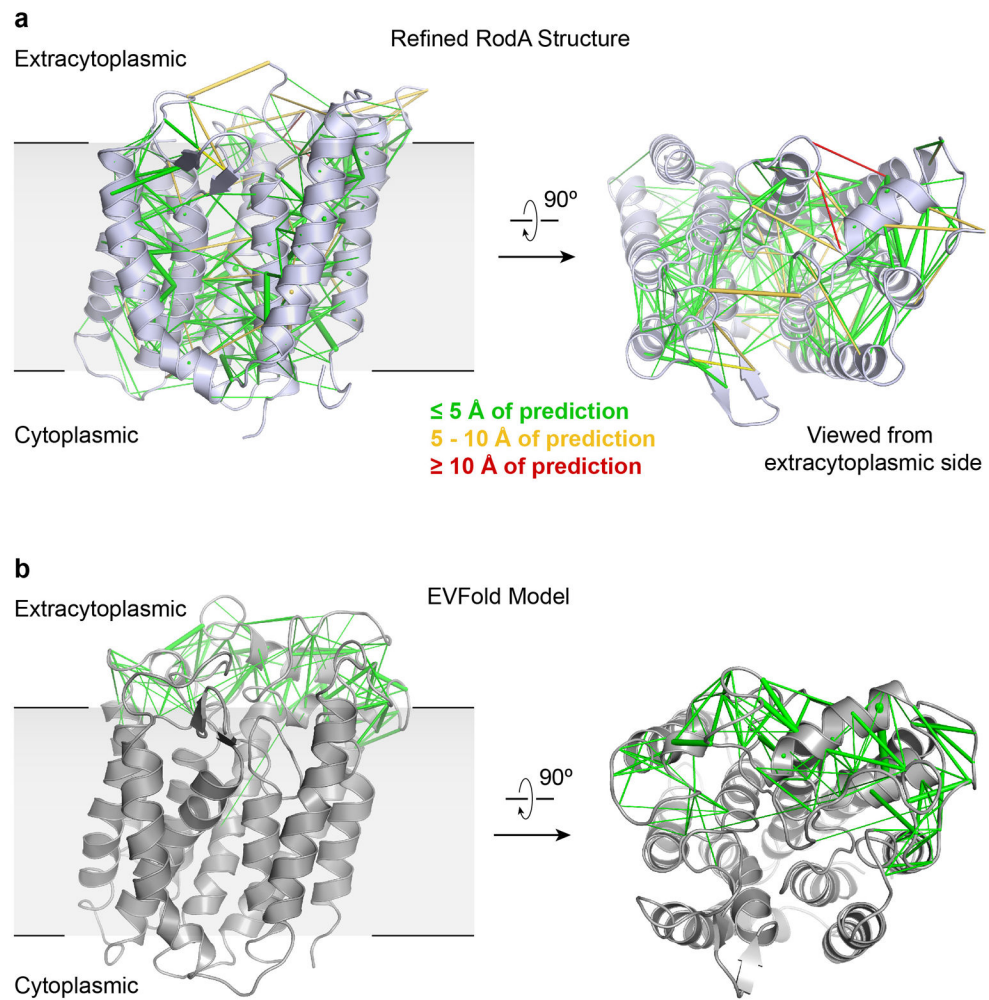 a
Refined RodA Structure
Extracytoplasmic
90º
≤ 5 Å of prediction
5 - 10 Å of prediction
≥ 10 Å of prediction
Cytoplasmic
Viewed from
extracytoplasmic side
b
EVFold Model
Extracytoplasmic
90º
Cytoplasmic